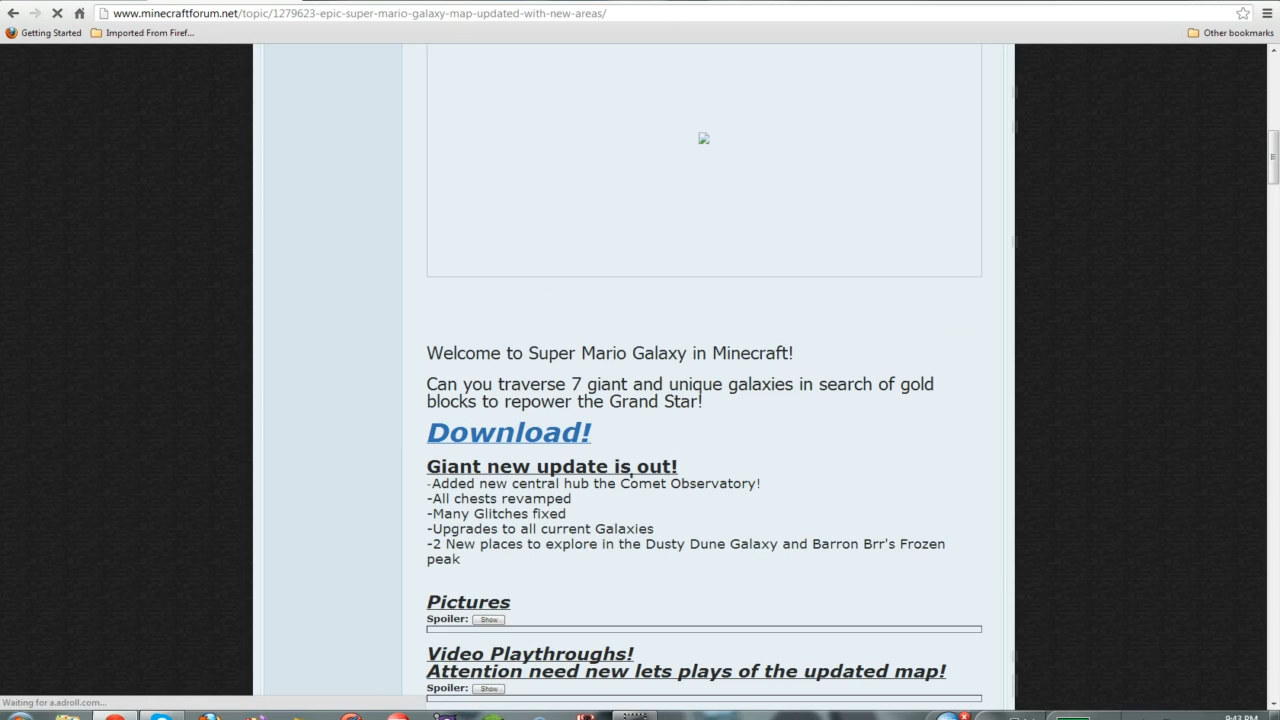 www.minecraftforum.net/topic/1279623-epic-super-mario-galaxy-map-updated-with-new-areas/
Getting Started
Imported From Firef...
Other bookmarks
Welcome to Super Mario Galaxy in Minecraft!
Can you traverse 7 giant and unique galaxies in search of gold
blocks to repower the Grand Star!
Download!
Giant new update is out!
-Added new central hub the Comet Observatory!
-All chests revamped
-Many Glitches fixed
-Upgrades to all current Galaxies
-2 New places to explore in the Dusty Dune Galaxy and Barron Brr's Frozen
peak
Pictures
Spoiler: Show
Video Playthroughs!
Attention need new lets plays of the updated map!
Spoiler: Show
Waiting for a.adroll.com...
9:43 PM